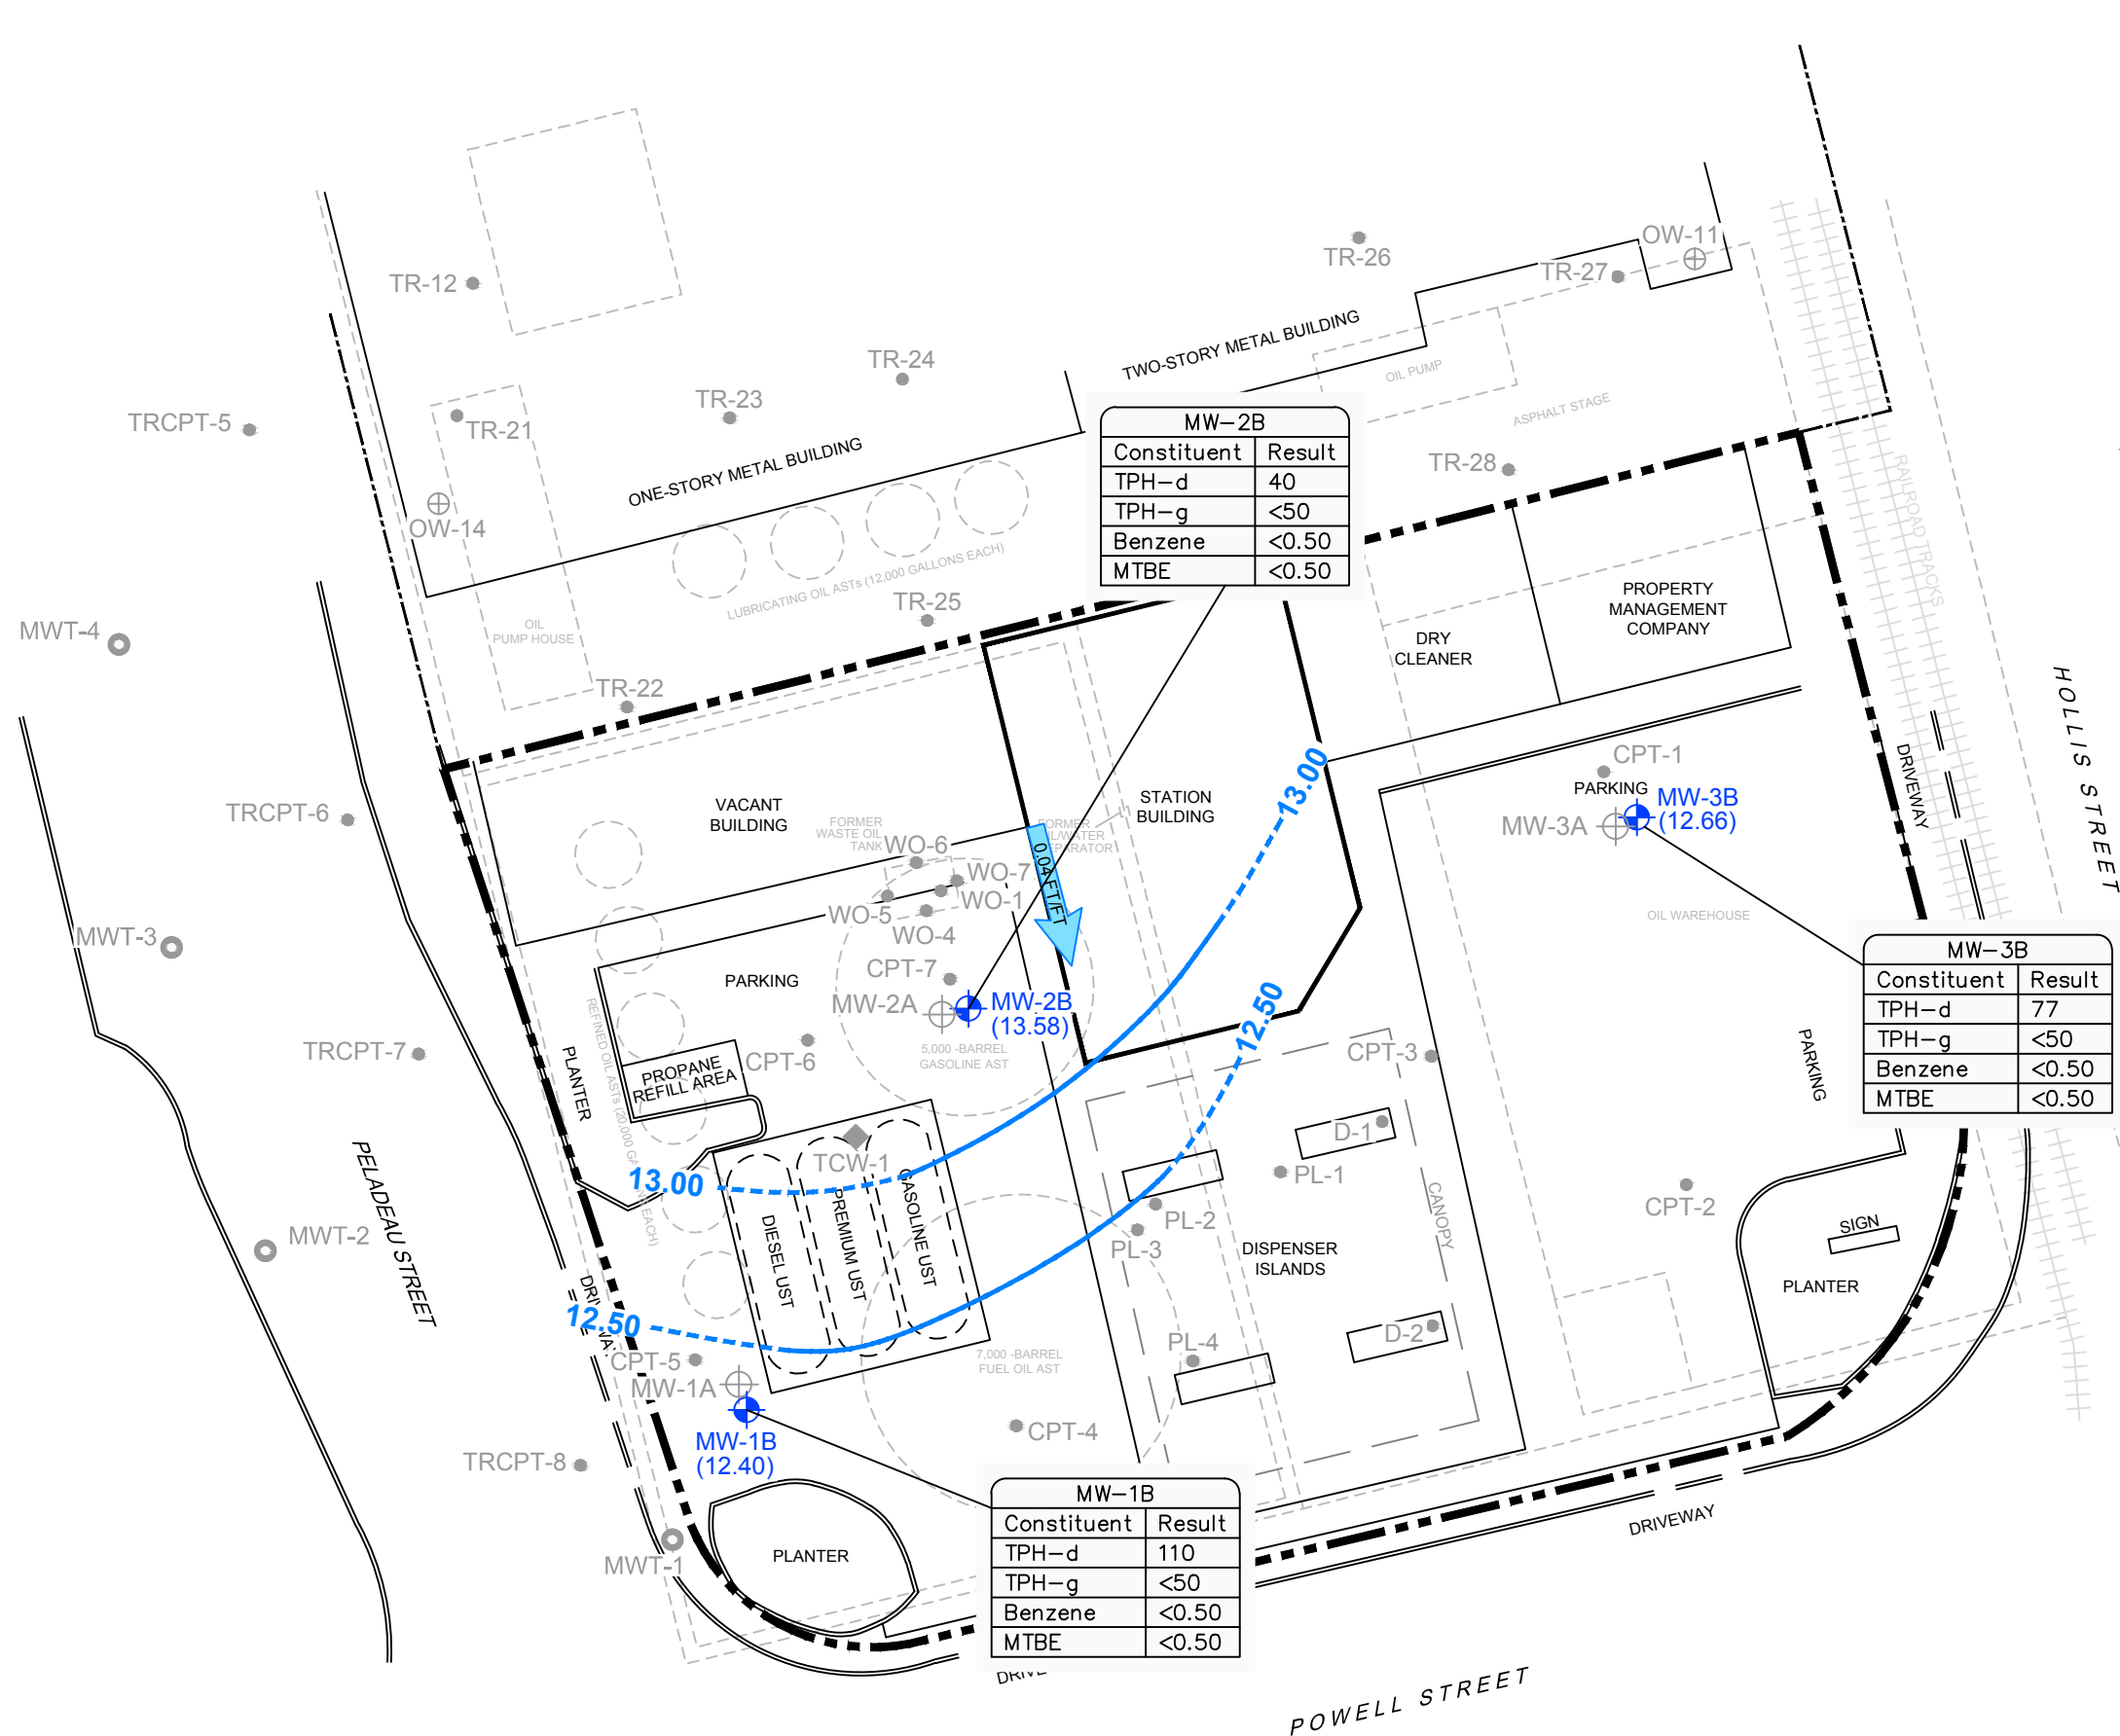 OW-11
TR-26
TR-27
TR-12
TWO-STORY METAL BUILDING
TR-24
OIL PUMP
TR-23
ASPHALT STAGE
TRCPT-5
TR-21
MW-2B
Constituent Result
TPH-d 40
TPH-g <50
Benzene <0.50
MTBE <0.50
ONE-STORY METAL BUILDING
TR-28
RAILROAD TRACKS
OW-14
LUBRICATING OIL ASTs (12,000 GALLONS EACH)
TR-25
OIL
PUMP HOUSE
MWT-4
PROPERTY
MANAGEMENT
COMPANY
DRY
CLEANER
TR-22
HOLLIS STREET
13.00
CPT-1
PARKING
MW-3B
(12.66)
MW-3A
DRIVEWAY
STATION
BUILDING
VACANT
BUILDING
TRCPT-6
FORMER
WASTE OIL
TANK
FORMER
WATER
0.04 FT/FT
WO-6
WO-7
WO-1
WO-5
WO-4
OIL WAREHOUSE
MWT-3
CPT-7
PARKING
MW-2A
MW-2B
(13.58)
12.50
MW-3B
Constituent Result
TPH-d 77
TPH-g <50
Benzene <0.50
MTBE <0.50
TRCPT-7
CPT-6
5,000 -BARREL
GASOLINE AST
CPT-3
PARKING
PLANTER
PROPANE
REFILL AREA
REFINED OIL ASTs (20,000
EACH)
D-1
TCW-1
13.00
PL-1
CPT-2
PELADEAU STREET
DIESEL UST
PREMIUM UST
GASOLINE UST
PL-2
PL-3
CANOPY
SIGN
MWT-2
DISPENSER
ISLANDS
PLANTER
12.50
D-2
CPT-5
PL-4
7,000 -BARREL
FUEL OIL AST
MW-1A
MW-1B
(12.40)
CPT-4
TRCPT-8
MW-1B
Constituent Result
TPH-d 110
TPH-g <50
Benzene <0.50
MTBE <0.50
DRIVEWAY
MWT-1
PLANTER
POWELL STREET